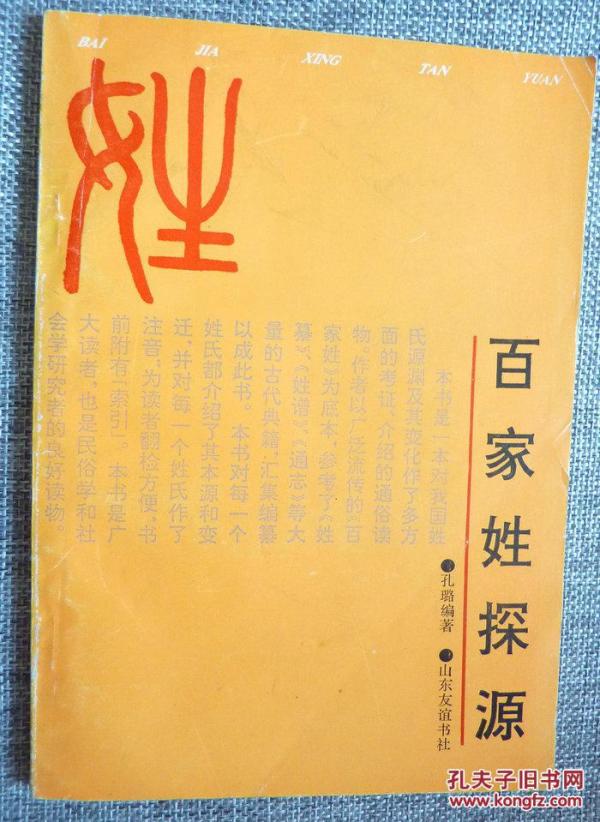 BAI JIA XING TAN YUAN
姓
百家姓探源
●孔璐编著 ●山东友谊书社
本书是一本对我国姓
氏源渊及其变化作了多方
面的考证、介绍的通俗读
物。作者以广泛流传的《百
家姓》为底本,参考了《姓
纂》、《姓谱》、《通志》等大
量的古代典籍,汇集编纂
以成此书。本书对每一个
姓氏都介绍了其本源和变
迁,并对每一个姓氏作了
注音;为读者翻检方便,书
前附有「索引」。本书是广
大读者,也是民俗学和社
会学研究者的良好读物。
孔夫子旧书网
www.kongfz.com